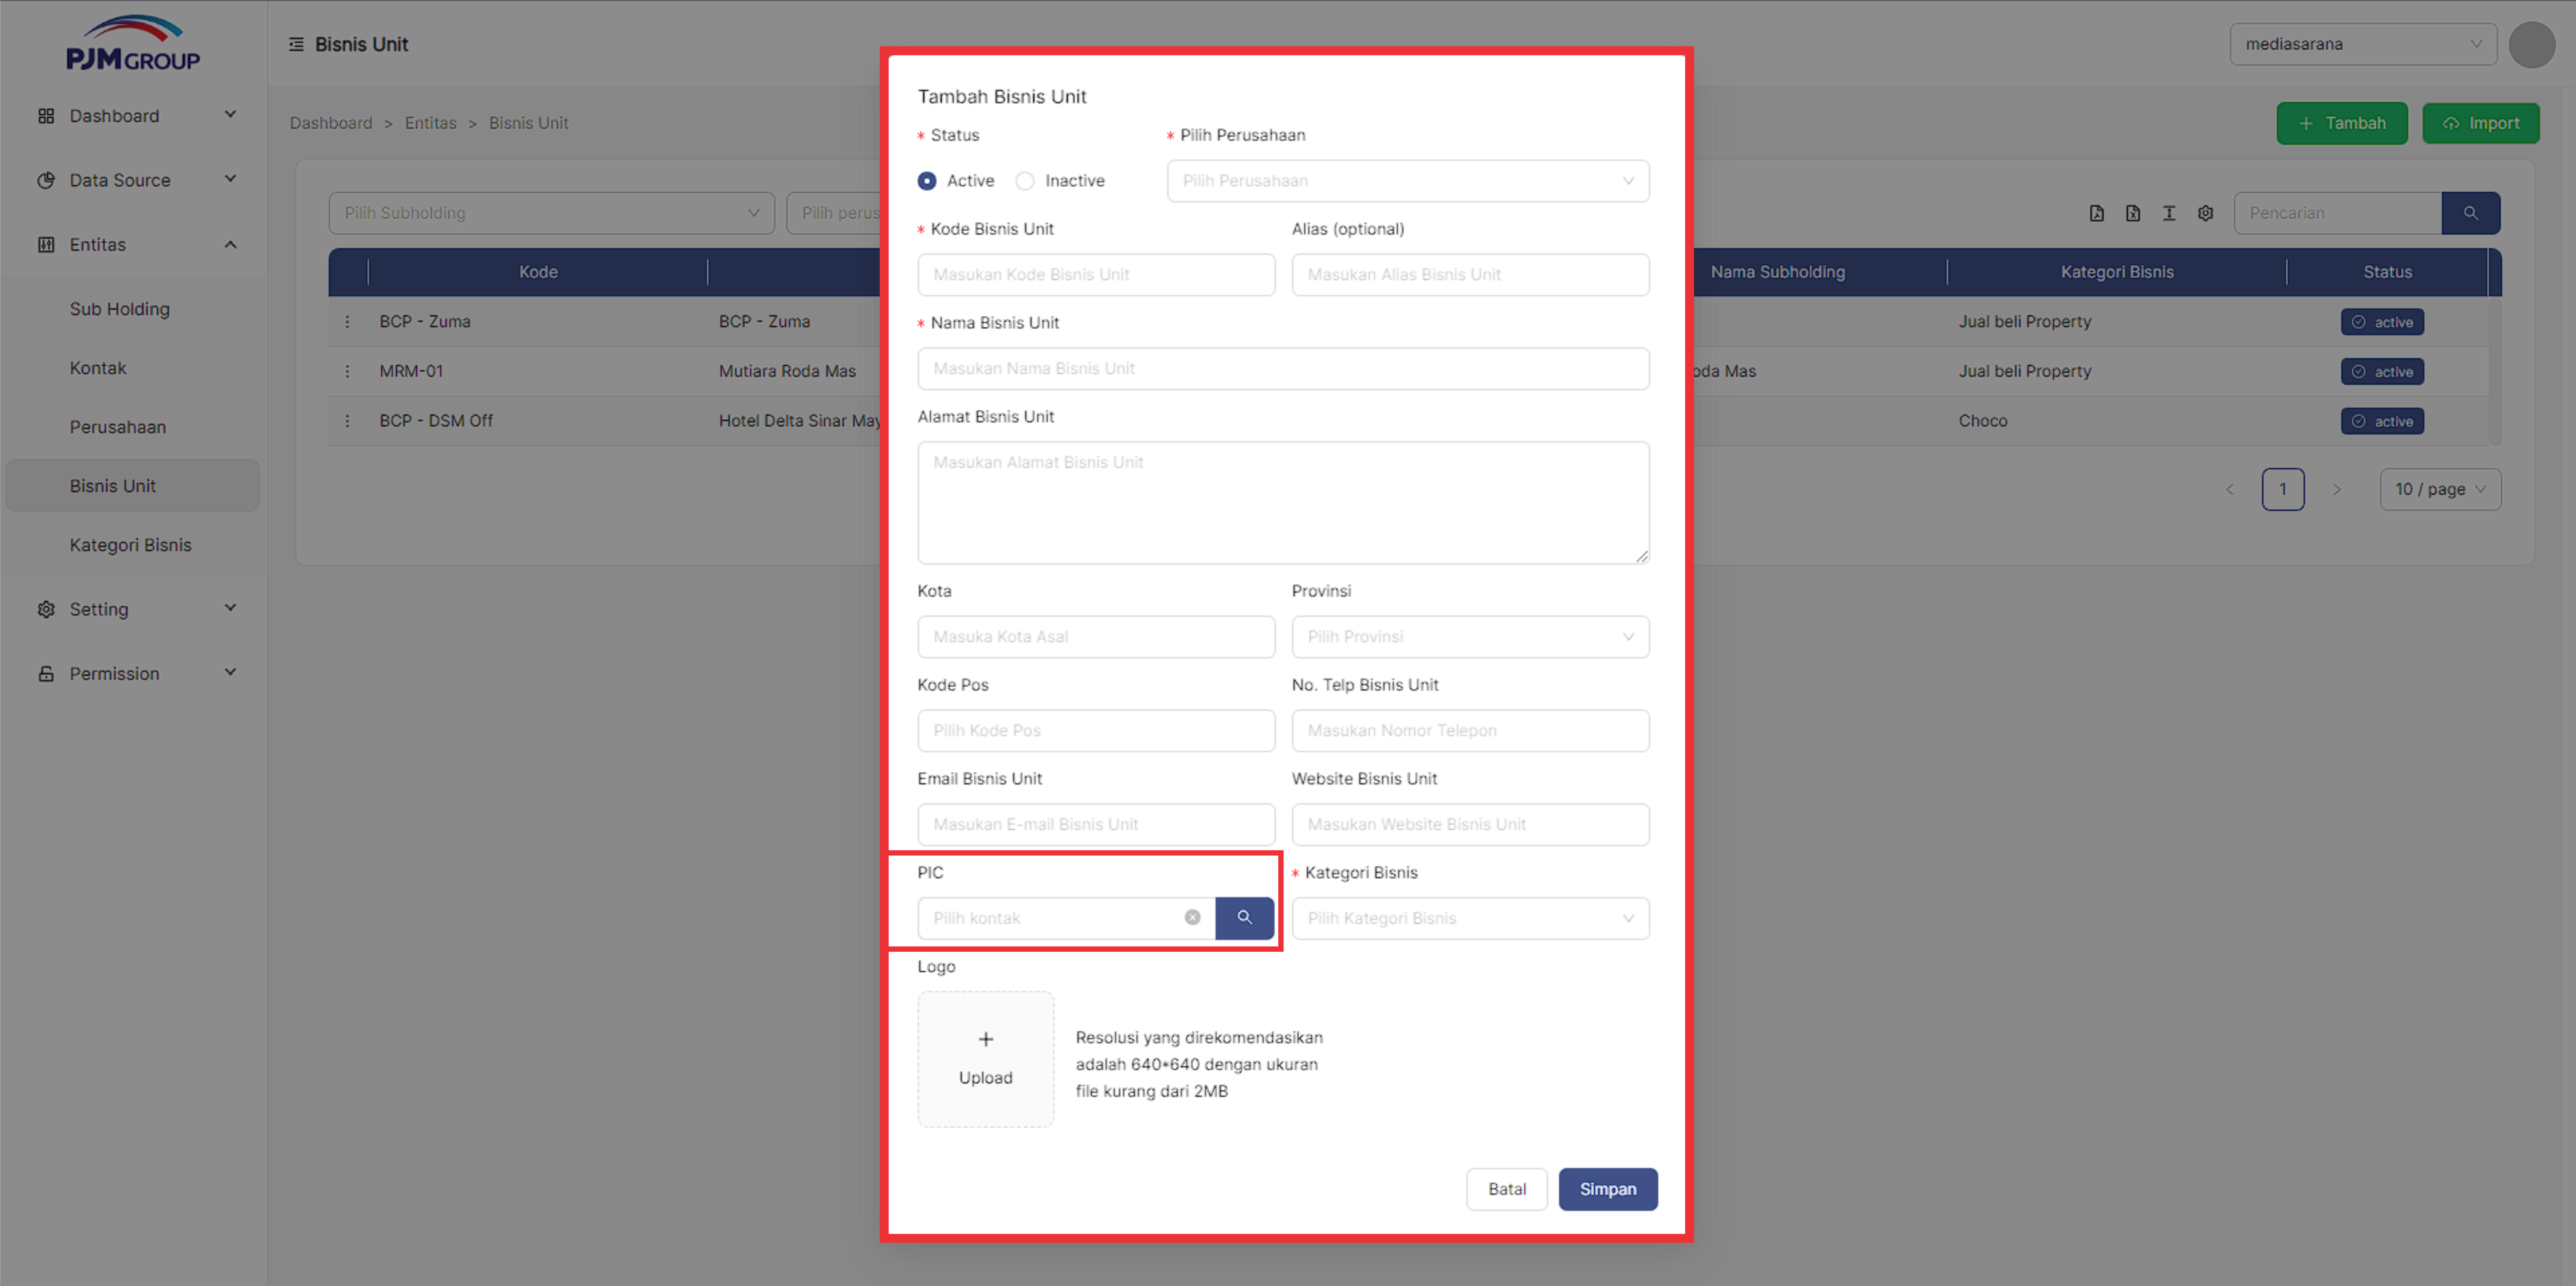 PJM GROUP
Bisnis Unit
mediasarana
Dashboard
Data Source
Entitas
Sub Holding
Kontak
Perusahaan
Bisnis Unit
Kategori Bisnis
Setting
Permission
Dashboard > Entitas > Bisnis Unit
+ Tambah
Import
Pilih Subholding
Pilih perus
Pencarian
Kode
Nama Subholding
Kategori Bisnis
Status
BCP - Zuma
BCP - Zuma
Jual beli Property
active
MRM-01
Mutiara Roda Mas
oda Mas
Jual beli Property
active
BCP - DSM Off
Hotel Delta Sinar May
Choco
active
< 1 >
10 / page
Tambah Bisnis Unit
* Status
* Pilih Perusahaan
Active
Inactive
Pilih Perusahaan
* Kode Bisnis Unit
Alias (optional)
Masukan Kode Bisnis Unit
Masukan Alias Bisnis Unit
* Nama Bisnis Unit
Masukan Nama Bisnis Unit
Alamat Bisnis Unit
Masukan Alamat Bisnis Unit
Kota
Provinsi
Masuka Kota Asal
Pilih Provinsi
Kode Pos
No. Telp Bisnis Unit
Pilih Kode Pos
Masukan Nomor Telepon
Email Bisnis Unit
Website Bisnis Unit
Masukan E-mail Bisnis Unit
Masukan Website Bisnis Unit
PIC
* Kategori Bisnis
Pilih kontak
Pilih Kategori Bisnis
Logo
+
Upload
Resolusi yang direkomendasikan
adalah 640*640 dengan ukuran
file kurang dari 2MB
Batal
Simpan